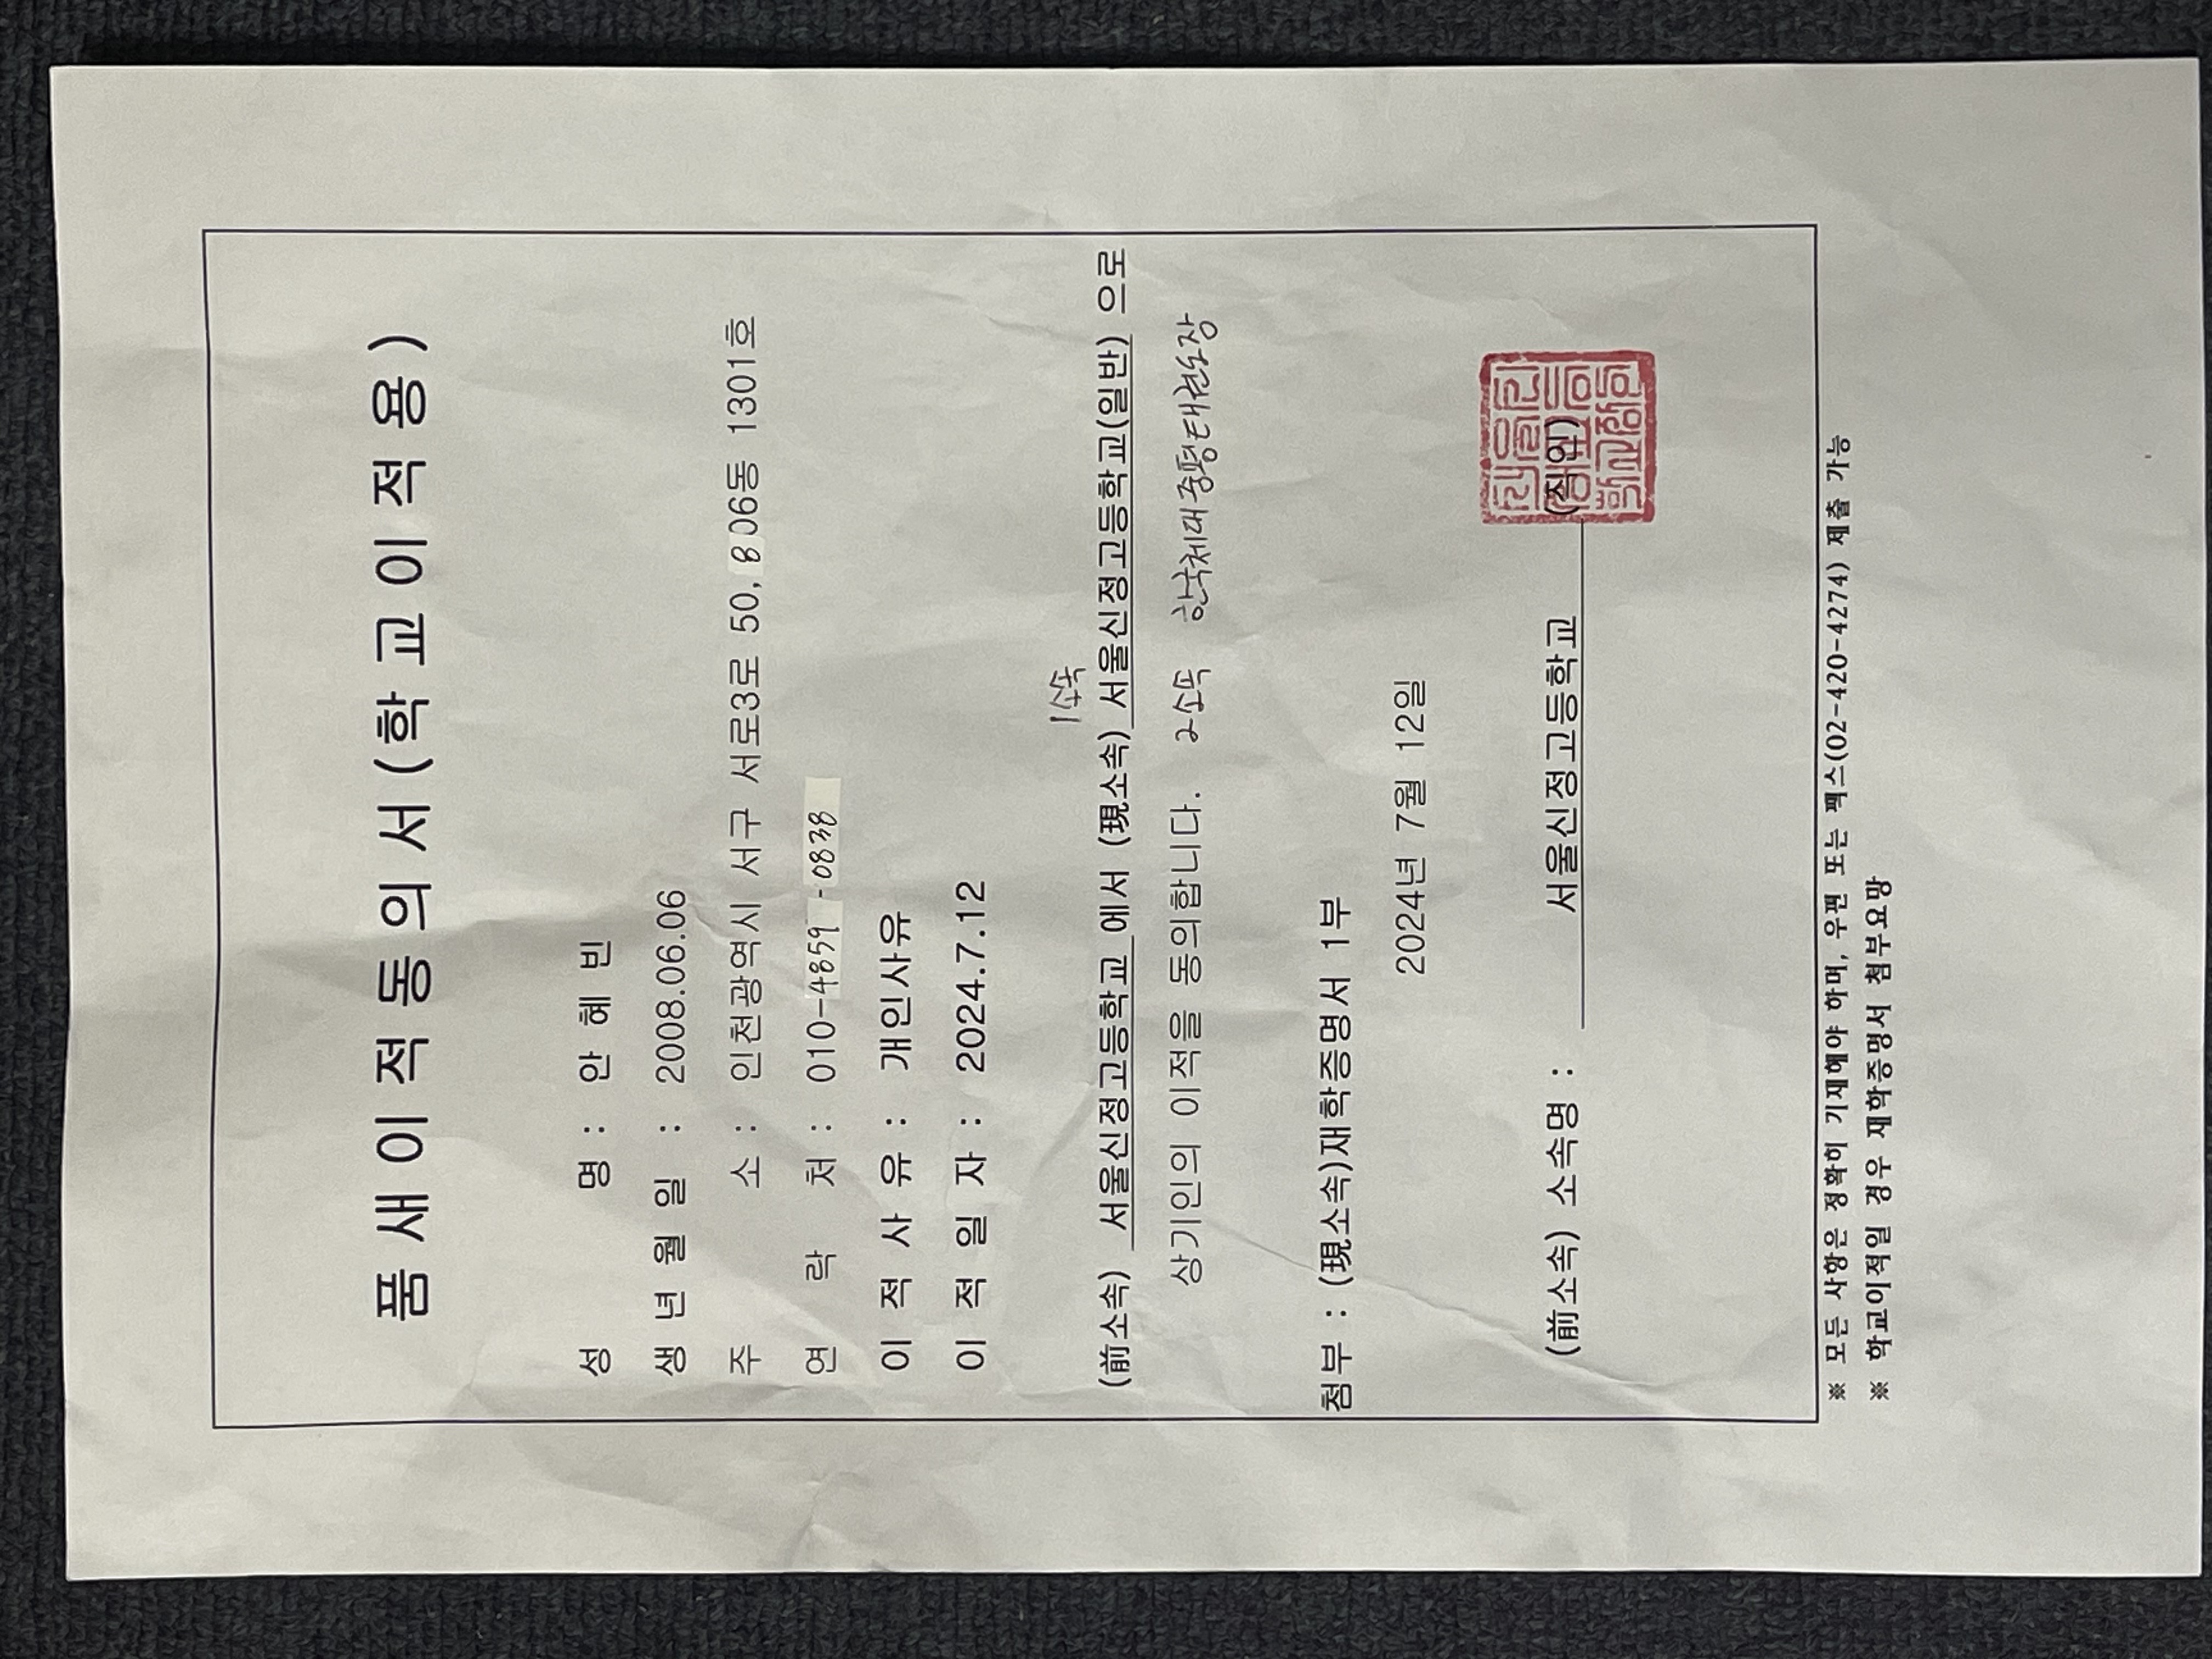 품새이적동의서(학교이적용)
성 명 : 안 혜 빈
생 년 월 일 : 2008.06.06
주 소 : 인천광역시 서구 서로3로 50, 806동 1301호
연 락 처 : 010-4859-0838
이 적 사 유 : 개인사유
이 적 일 자 : 2024.7.12
1소속
(前소속) 서울신정고등학교 에서 (現소속) 서울신정고등학교(일반) 으로
상기인의 이적을 동의합니다. 2소속 한국체대중평태권도장
첨부 : (現소속)재학증명서 1부
2024년 7월 12일
(前소속) 소속명 : 서울신정고등학교 (직인)
※ 모든 사항은 정확히 기재해야 하며, 우편 또는 팩스(02-420-4274) 제출 가능
※ 학교이적일 경우 재학증명서 첨부요망